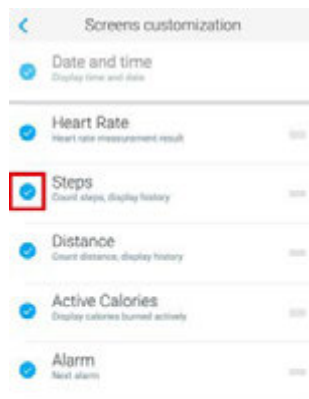 Screens customization
Date and time
Display time and date
Heart Rate
Heart rate measurement result
Steps
Count steps, display history
Distance
Count distance, display history
Active Calories
Display calories burned actively
Alarm
Next alarm